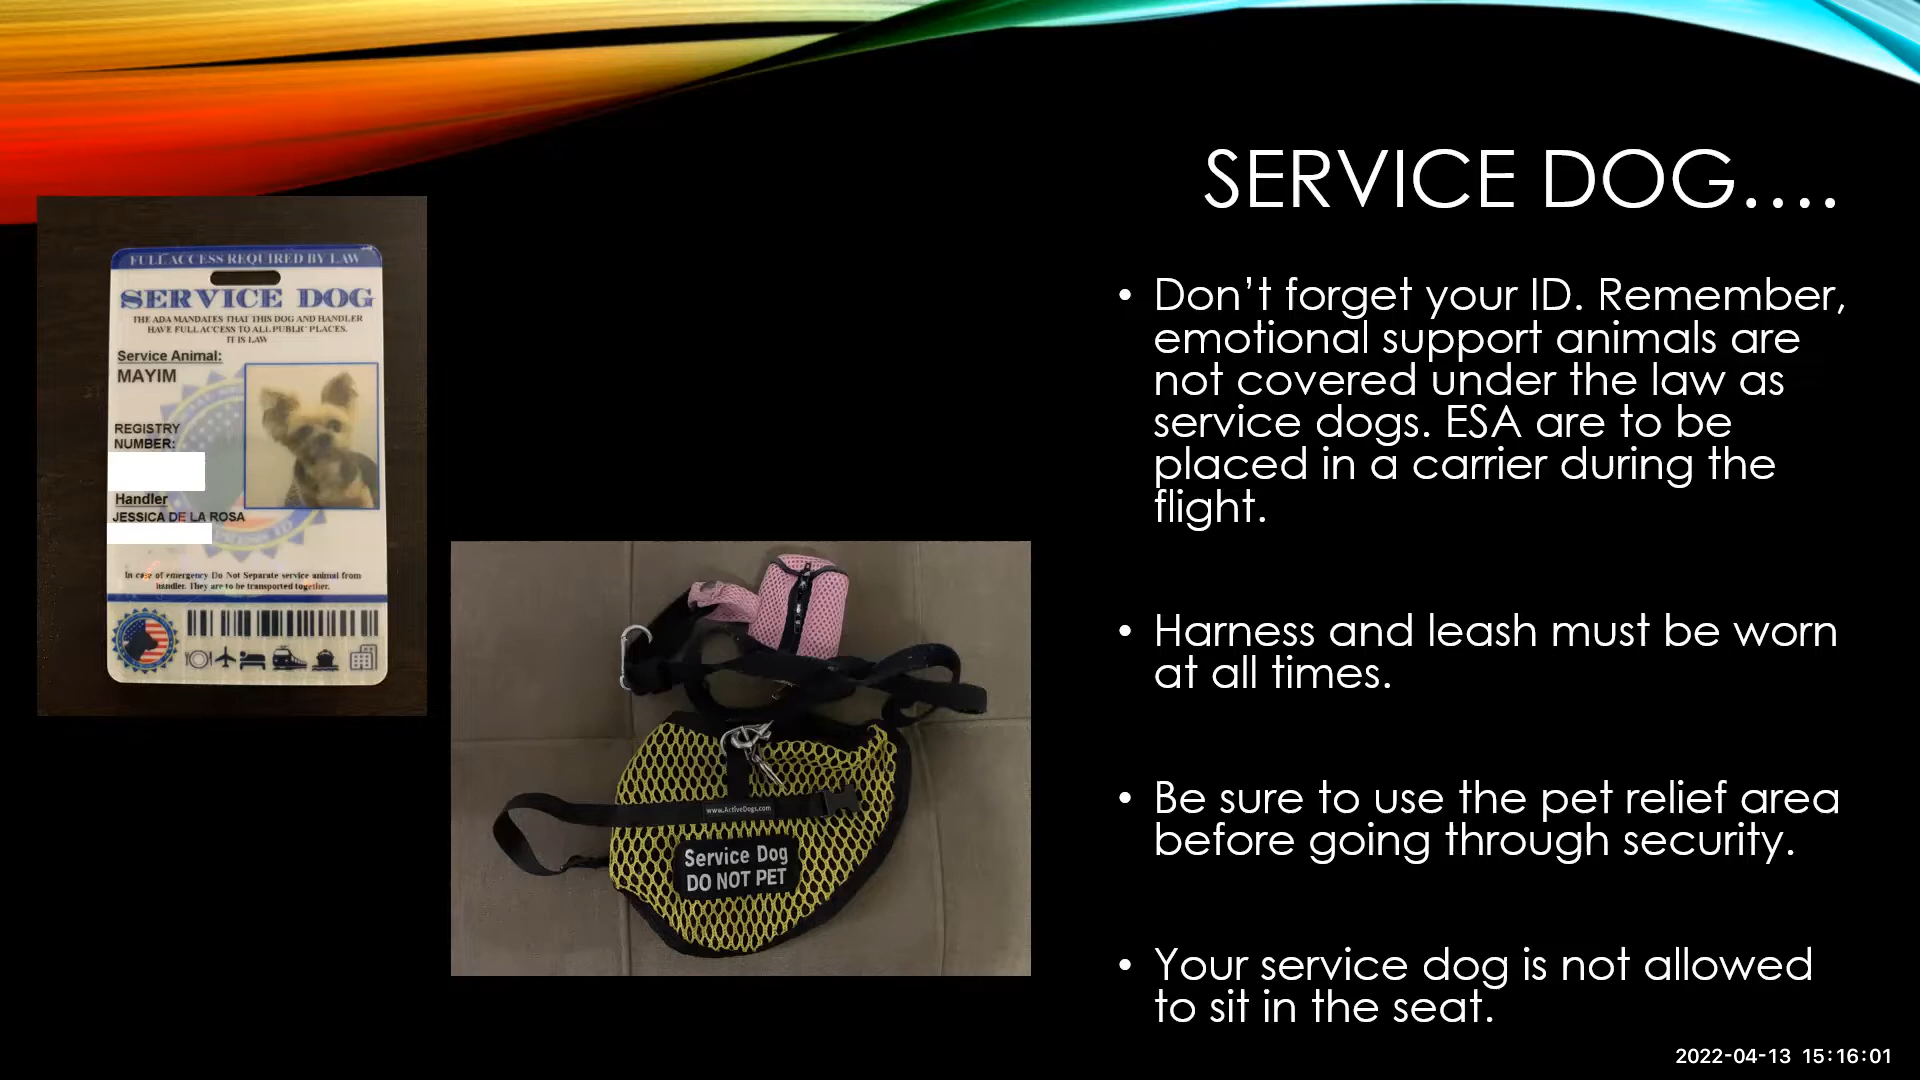 SERVICE DOG....
• Don't forget your ID. Remember,
emotional support animals are
not covered under the law as
service dogs. ESA are to be
placed in a carrier during the
flight.
• Harness and leash must be worn
at all times.
• Be sure to use the pet relief area
before going through security.
• Your service dog is not allowed
to sit in the seat.
FULL ACCESS REQUIRED BY LAW
SERVICE DOG
THE ADA MANDATES THAT THIS DOG AND HANDLER
HAVE FULL ACCESS TO ALL PUBLIC PLACES.
IT IS LAW
Service Animal:
MAYIM
REGISTRY
NUMBER:
Handler
JESSICA DE LA ROSA
In case of emergency Do Not Separate service animal from
handler. They are to be transported together.
www.ActiveDogs.com
Service Dog
DO NOT PET
2022-04-13 15:16:01